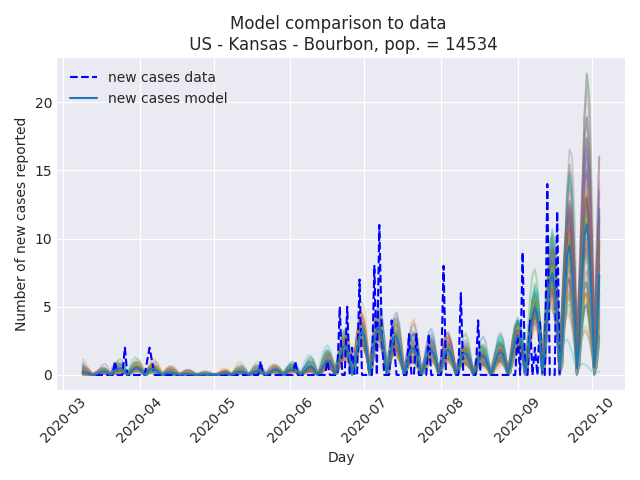 Model comparison to data
US - Kansas - Bourbon, pop. = 14534
new cases data
new cases model
Number of new cases reported
20
15
10
5
0
2020-03
2020-04
2020-05
2020-06
2020-07
2020-08
2020-09
2020-10
Day